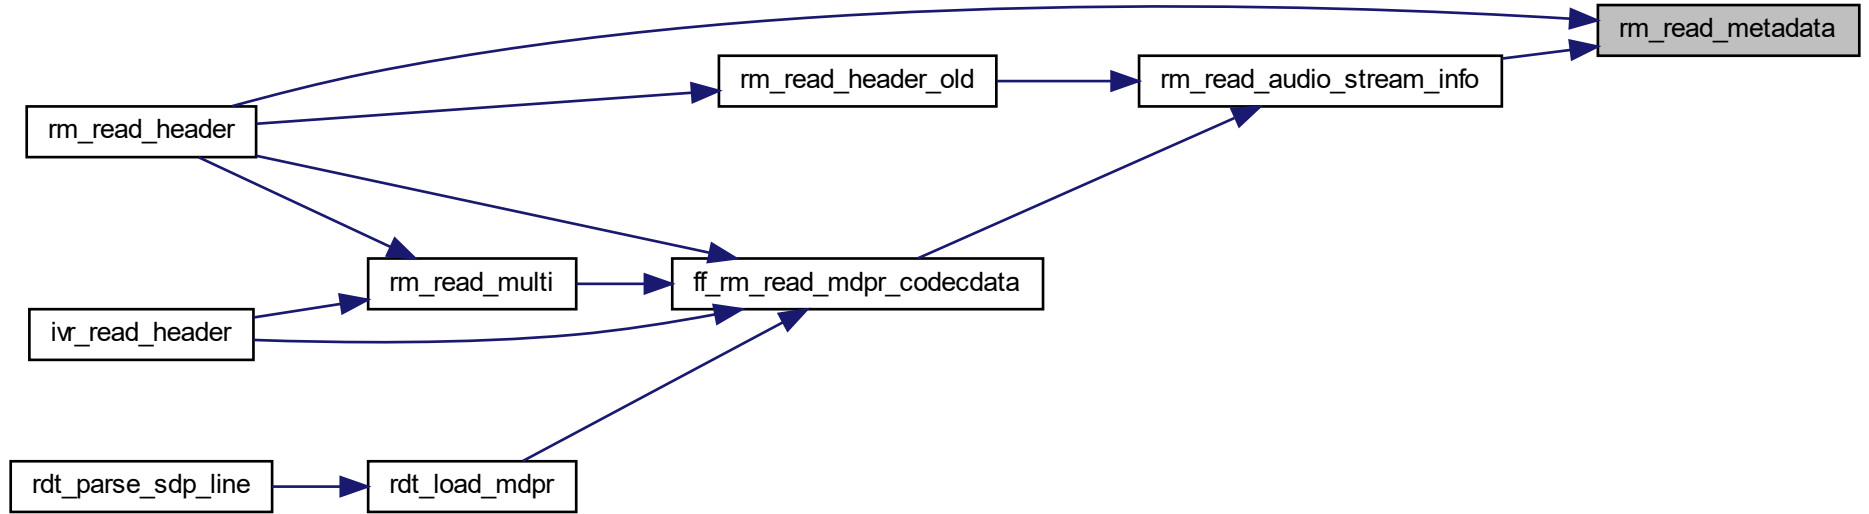 rm_read_metadata
rm_read_header_old
rm_read_audio_stream_info
rm_read_header
rm_read_multi
ff_rm_read_mdpr_codecdata
ivr_read_header
rdt_parse_sdp_line
rdt_load_mdpr